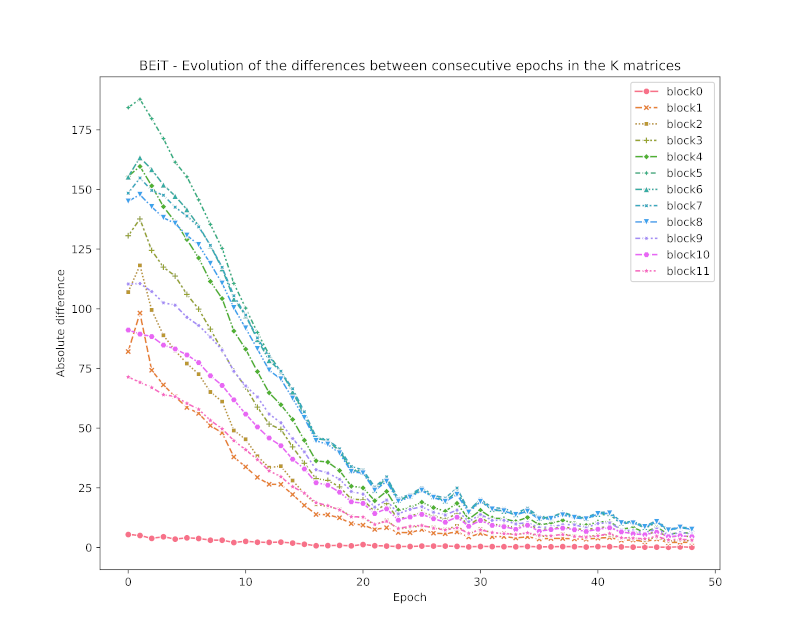 BEiT - Evolution of the differences between consecutive epochs in the K matrices
block0
block1
block2
block3
block4
block5
block6
block7
block8
block9
block10
block11
175
150
125
100
75
50
25
0
Absolute difference
0 10 20 30 40 50
Epoch